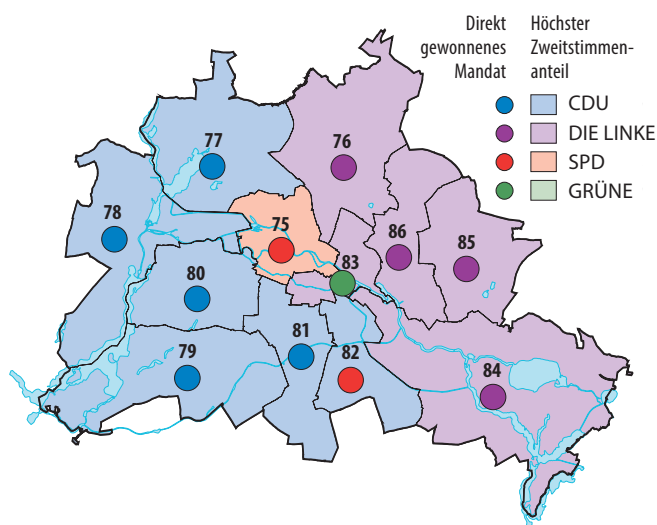 Direkt
gewonnenes
Mandat
Höchster
Zweitstimmen-
anteil
CDU
DIE LINKE
SPD
GRÜNE
77
76
78
75
86
85
83
80
81
82
79
84